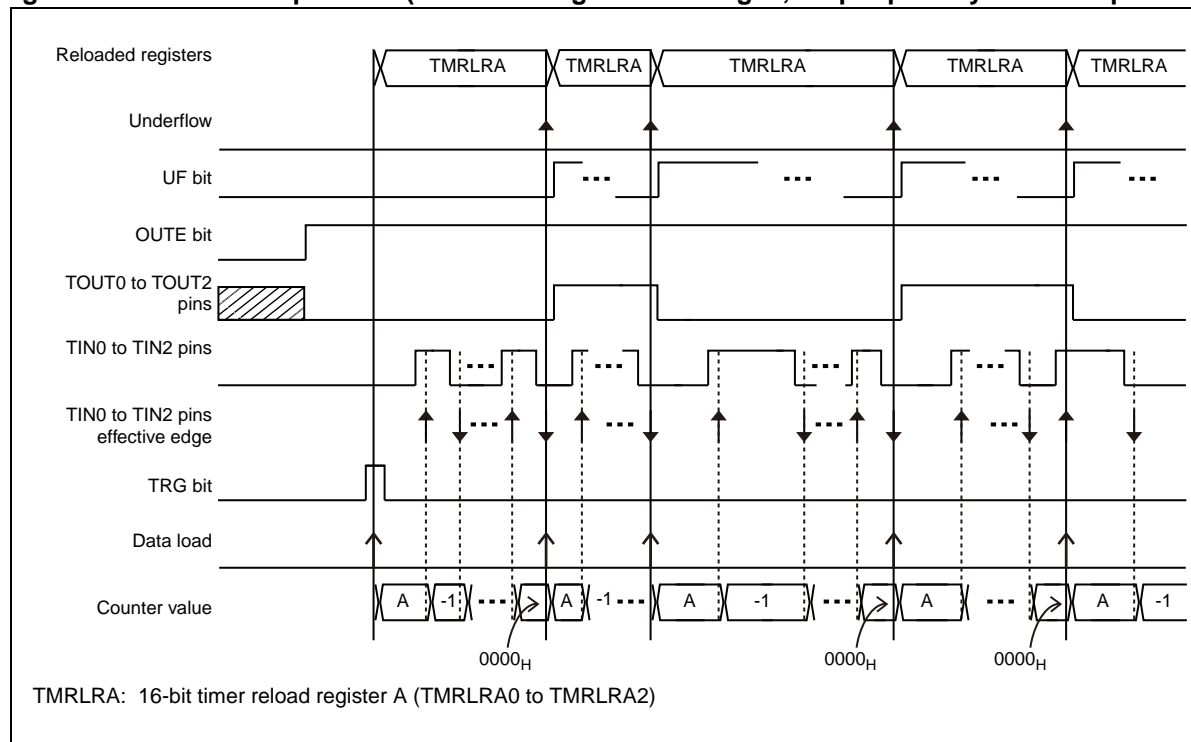 Reloaded registers
TMRLRA TMRLRA TMRLRA TMRLRA TMRLRA
Underflow
UF bit
OUTE bit
TOUT0 to TOUT2
pins
TIN0 to TIN2 pins
TIN0 to TIN2 pins
effective edge
TRG bit
Data load
Counter value
A -1 A -1 A -1 A A -1
0000H 0000H 0000H
TMRLRA: 16-bit timer reload register A (TMRLRA0 to TMRLRA2)